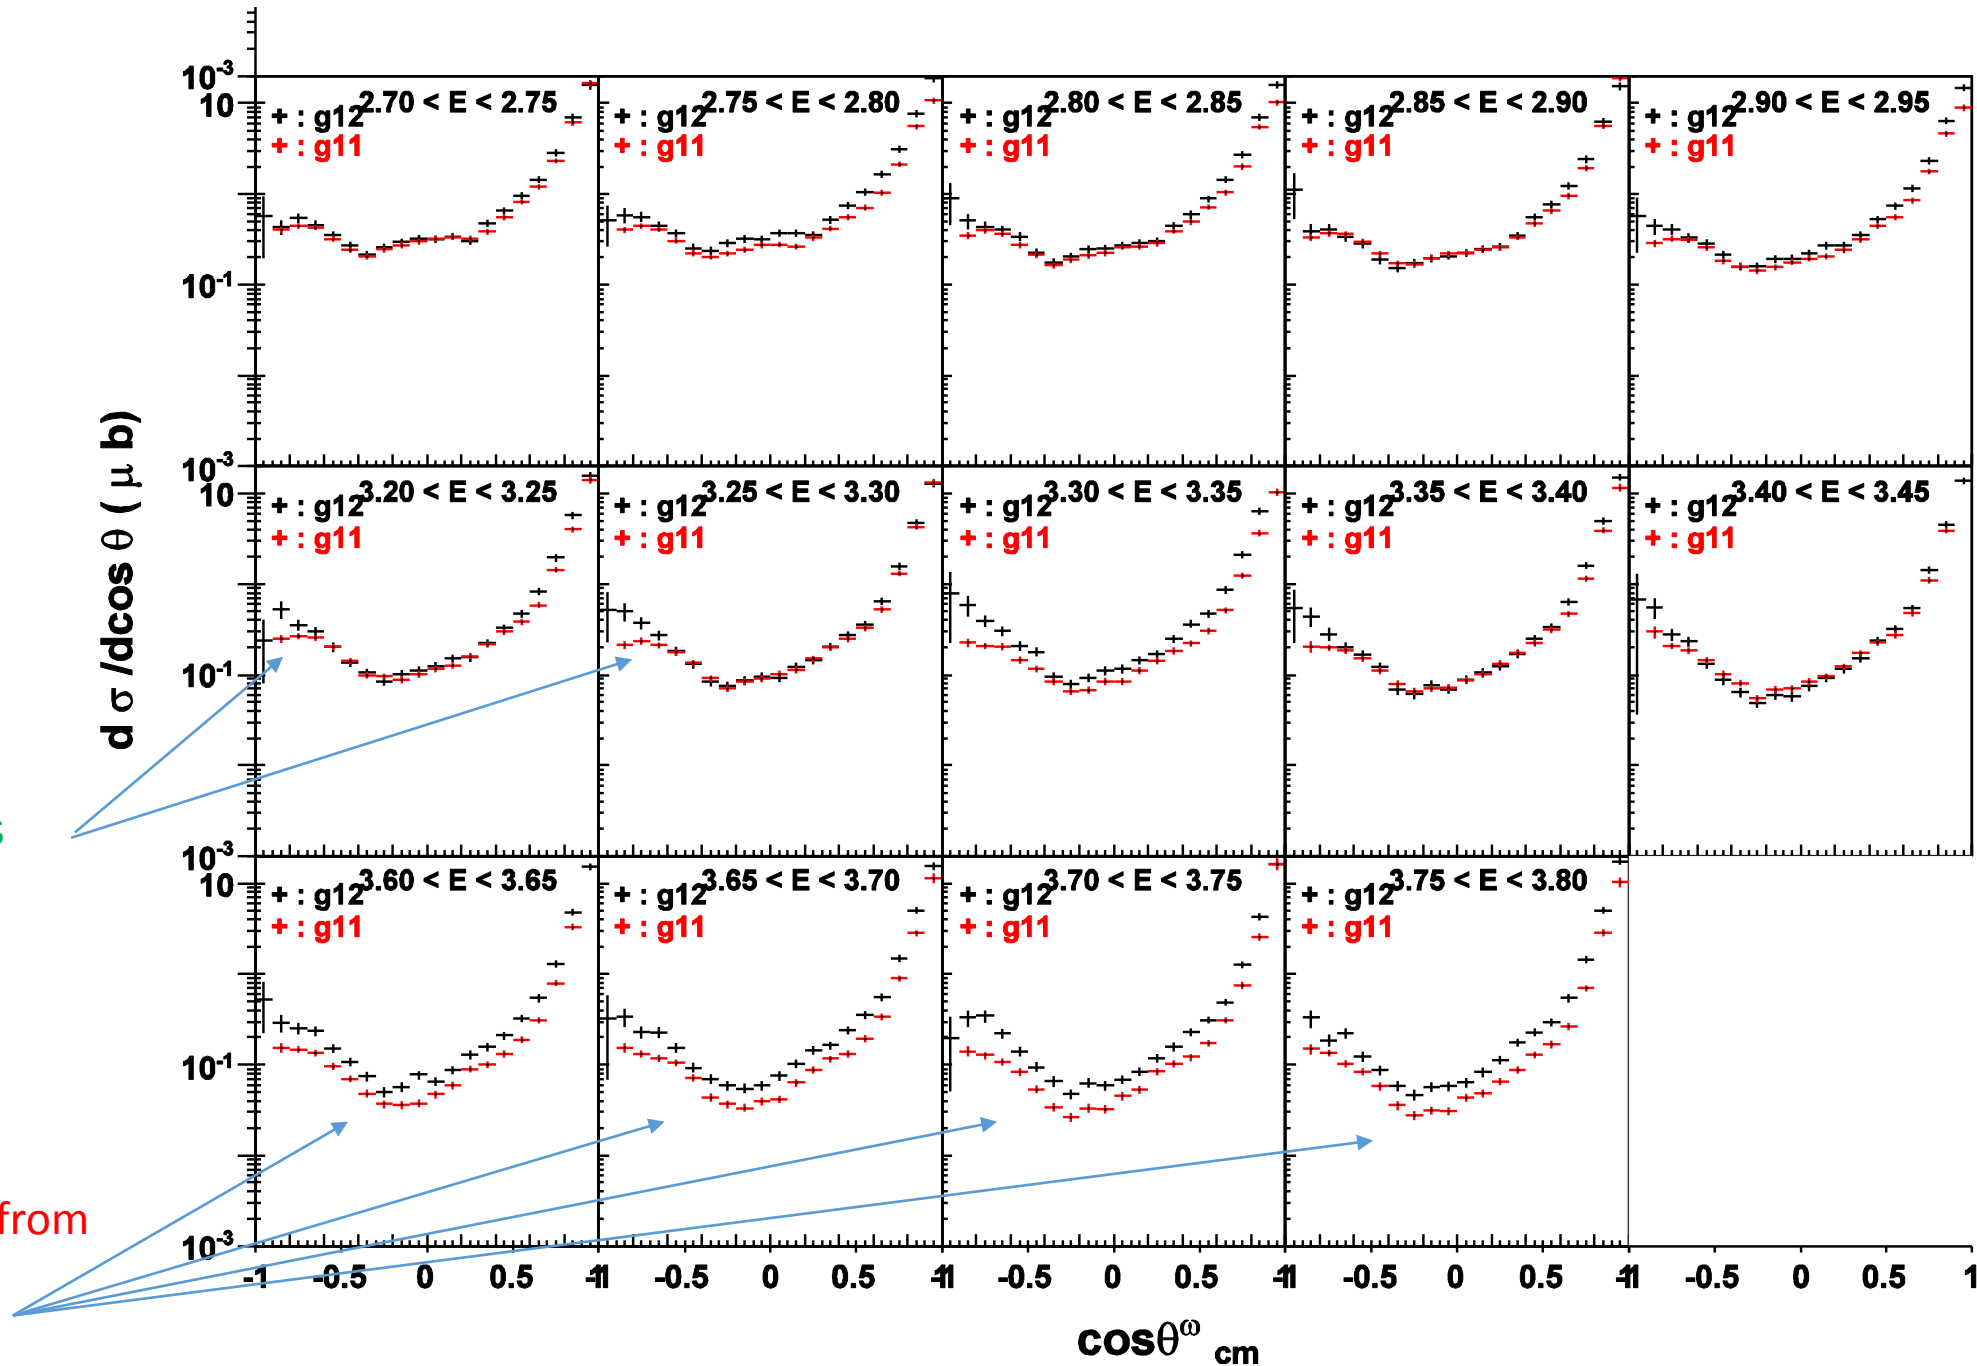 10-3
2.70 < E < 2.75 2.75 < E < 2.80 2.80 < E < 2.85 2.85 < E < 2.90 2.90 < E < 2.95
10 + : g12 + : g12 + : g12 + : g12 + : g12
+ : g11 + : g11 + : g11 + : g11 + : g11
10-1
10-3
3.20 < E < 3.25 3.25 < E < 3.30 3.30 < E < 3.35 3.35 < E < 3.40 3.40 < E < 3.45
10 + : g12 + : g12 + : g12 + : g12 + : g12
+ : g11 + : g11 + : g11 + : g11 + : g11
d σ /dcos θ ( μ b)
10-1
s
10-3
3.60 < E < 3.65 3.65 < E < 3.70 3.70 < E < 3.75 3.75 < E < 3.80
10 + : g12 + : g12 + : g12 + : g12
+ : g11 + : g11 + : g11 + : g11
10-1
from
10-3
-1 -0.5 0 0.5 1 -1 -0.5 0 0.5 1 -1 -0.5 0 0.5 1 -1 -0.5 0 0.5 1 -1 -0.5 0 0.5 1
cosθω cm